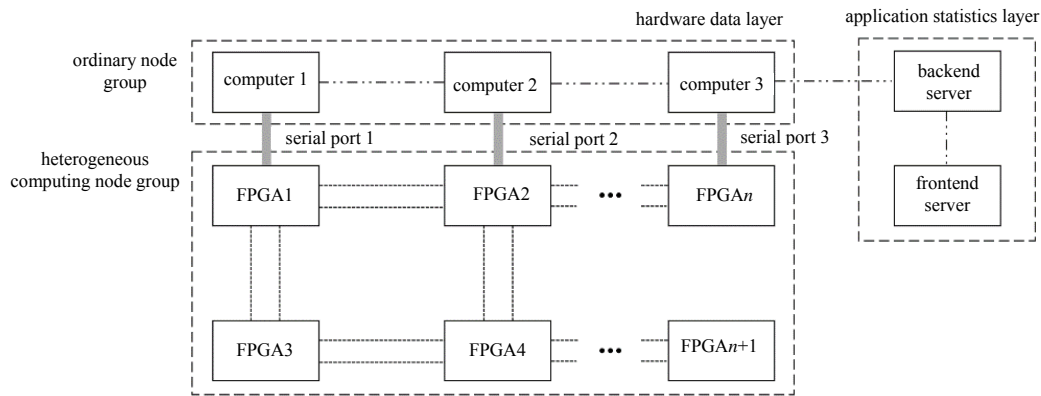 hardware data layer
application statistics layer
ordinary node
group
computer 1
computer 2
computer 3
backend
server
serial port 1
serial port 2
serial port 3
heterogeneous
computing node group
FPGA1
FPGA2
•••
FPGAn
frontend
server
FPGA3
FPGA4
•••
FPGAn+1